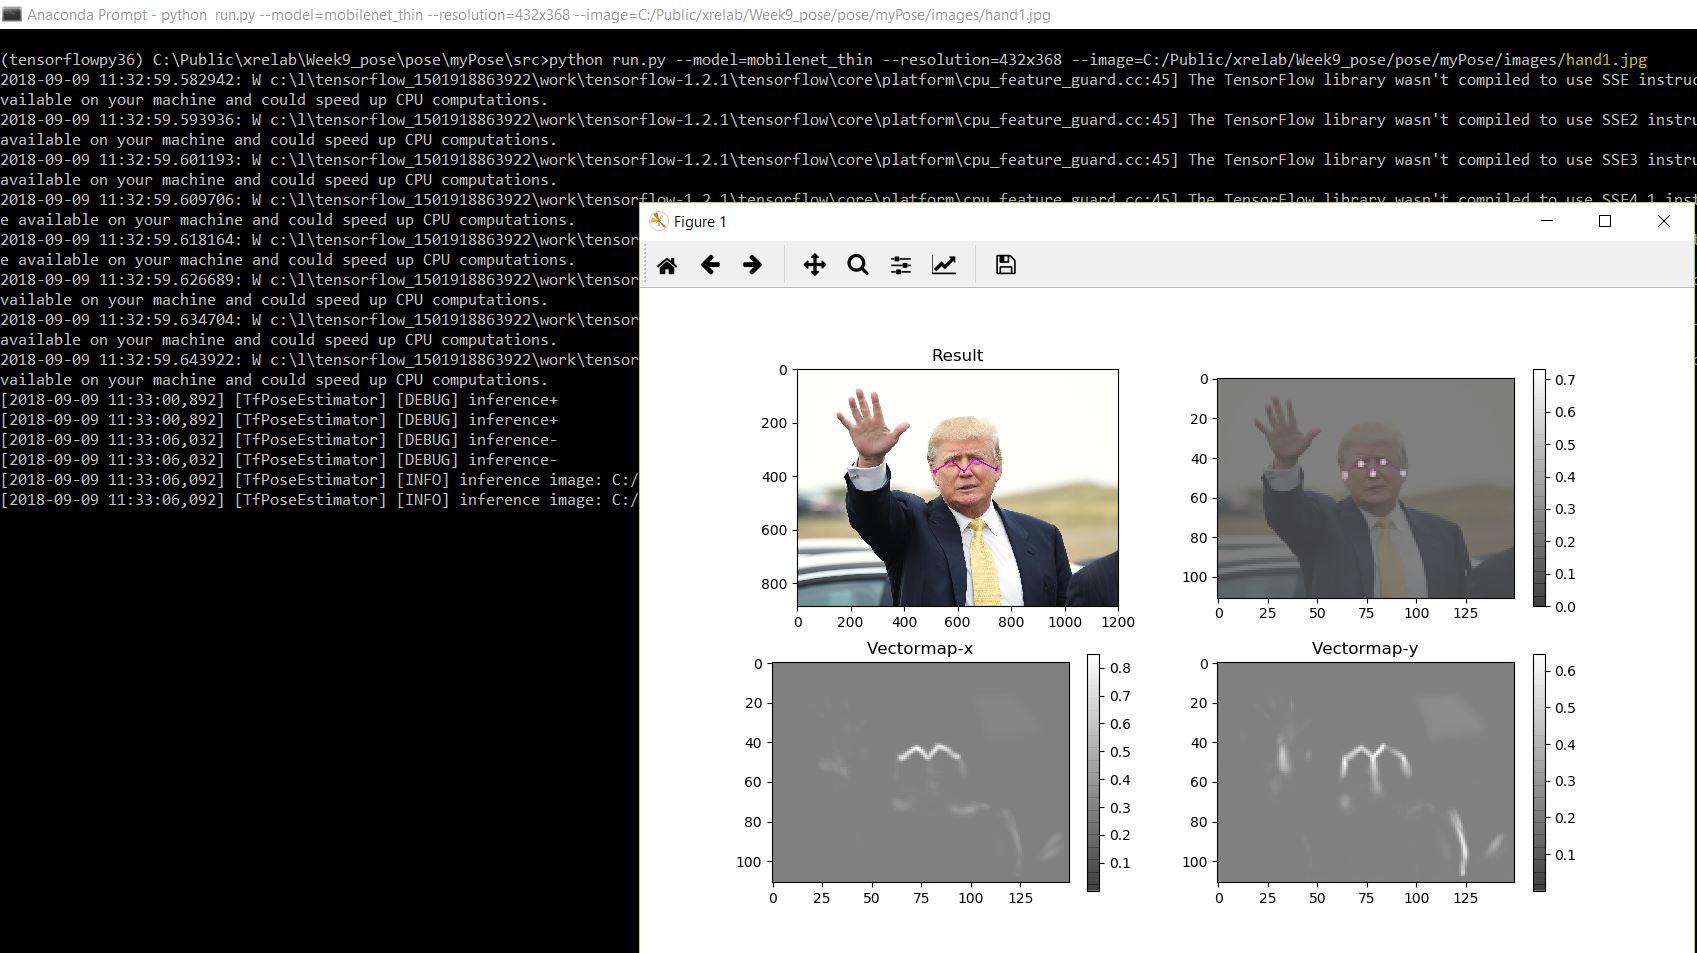 Anaconda Prompt - python  run.py --model=mobilenet_thin --resolution=432x368 --image=C:/Public/xrelab/Week9_pose/pose/myPose/images/hand1.jpg
(tensorflowpy36) C:\Public\xrelab\Week9_pose\pose\myPose\src>python run.py --model=mobilenet_thin --resolution=432x368 --image=C:/Public/xrelab/Week9_pose/pose/myPose/images/hand1.jpg
2018-09-09 11:32:59.582942: W c:\l\tensorflow_1501918863922\work\tensorflow-1.2.1\tensorflow\core\platform\cpu_feature_guard.cc:45] The TensorFlow library wasn't compiled to use SSE instruc
vailable on your machine and could speed up CPU computations.
2018-09-09 11:32:59.593936: W c:\l\tensorflow_1501918863922\work\tensorflow-1.2.1\tensorflow\core\platform\cpu_feature_guard.cc:45] The TensorFlow library wasn't compiled to use SSE2 instru
available on your machine and could speed up CPU computations.
2018-09-09 11:32:59.601193: W c:\l\tensorflow_1501918863922\work\tensorflow-1.2.1\tensorflow\core\platform\cpu_feature_guard.cc:45] The TensorFlow library wasn't compiled to use SSE3 instru
available on your machine and could speed up CPU computations.
2018-09-09 11:32:59.609706: W c:\l\tensorflow_1501918863922\work\tensorflow-1.2.1\tensorflow\core\platform\cpu_feature_guard.cc:45] The TensorFlow library wasn't compiled to use SSE4.1 inst
e available on your machine and could speed up CPU computations.
2018-09-09 11:32:59.618164: W c:\l\tensorflow_1501918863922\work\tensor
e available on your machine and could speed up CPU computations.
2018-09-09 11:32:59.626689: W c:\l\tensorflow_1501918863922\work\tensor
vailable on your machine and could speed up CPU computations.
2018-09-09 11:32:59.634704: W c:\l\tensorflow_1501918863922\work\tensor
available on your machine and could speed up CPU computations.
2018-09-09 11:32:59.643922: W c:\l\tensorflow_1501918863922\work\tensor
vailable on your machine and could speed up CPU computations.
[2018-09-09 11:33:00,892] [TfPoseEstimator] [DEBUG] inference+
[2018-09-09 11:33:00,892] [TfPoseEstimator] [DEBUG] inference+
[2018-09-09 11:33:06,032] [TfPoseEstimator] [DEBUG] inference-
[2018-09-09 11:33:06,032] [TfPoseEstimator] [DEBUG] inference-
[2018-09-09 11:33:06,092] [TfPoseEstimator] [INFO] inference image: C:/
[2018-09-09 11:33:06,092] [TfPoseEstimator] [INFO] inference image: C:/
Figure 1
Result
0
200
400
600
800
0 200 400 600 800 1000 1200
0
20
40
60
80
100
0 25 50 75 100 125
0.7
0.6
0.5
0.4
0.3
0.2
0.1
0.0
Vectormap-x
0
20
40
60
80
100
0 25 50 75 100 125
0.8
0.7
0.6
0.5
0.4
0.3
0.2
0.1
Vectormap-y
0
20
40
60
80
100
0 25 50 75 100 125
0.6
0.5
0.4
0.3
0.2
0.1